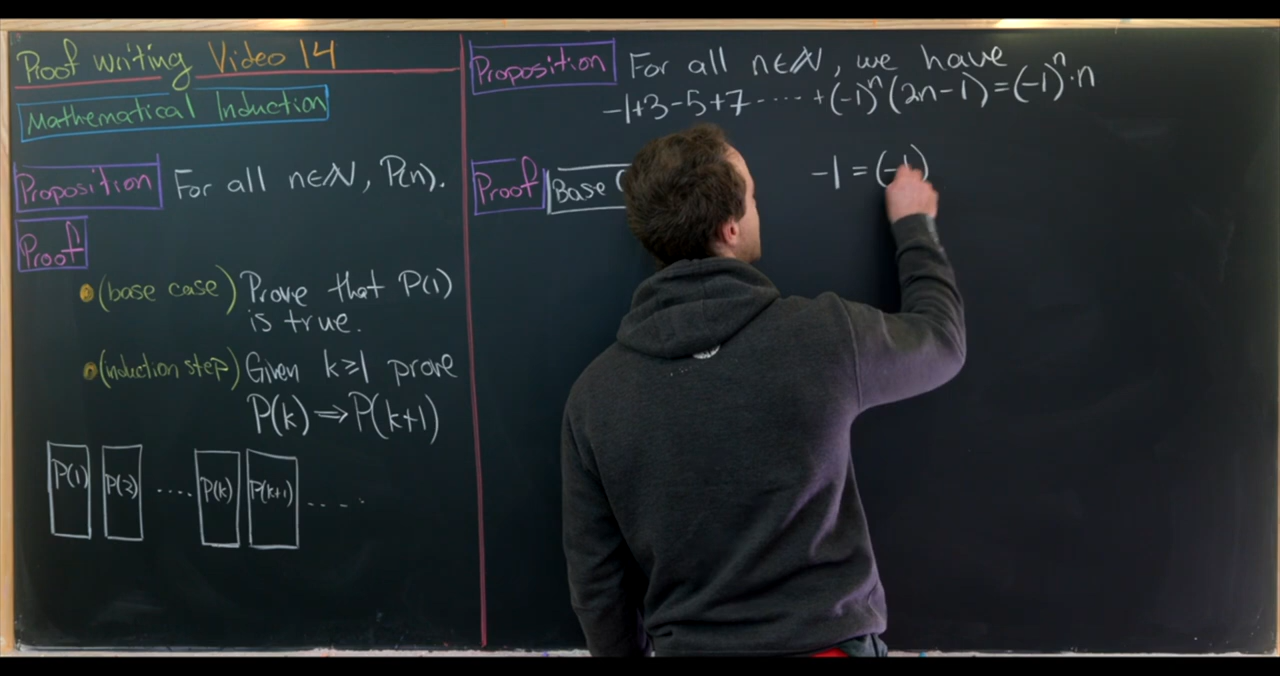 Proof writing Video 14
Mathematical Induction
Proposition For all n∈ℕ, P(n).
Proof
(base case) Prove that P(1)
is true.
(induction step) Given k≥1 prove
P(k)⇒P(k+1)
P(1) P(2) .... P(k) P(k+1) ....
Proposition For all n∈ℕ, we have
-1+3-5+7-.....+(-1)ⁿ(2n-1)=(-1)ⁿ·n
Proof Base
-1=(-1)